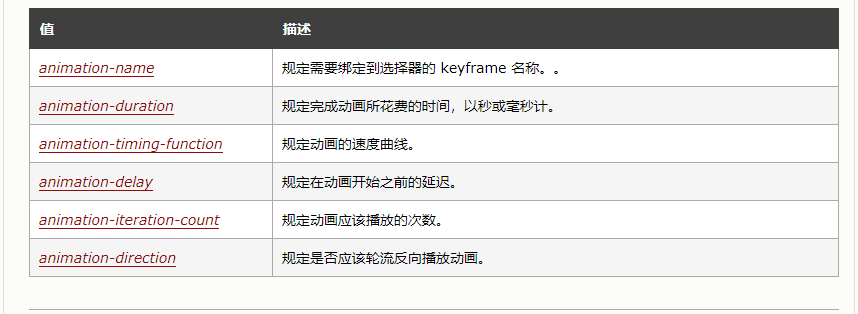 值 描述
animation-name 规定需要绑定到选择器的 keyframe 名称。。
animation-duration 规定完成动画所花费的时间，以秒或毫秒计。
animation-timing-function 规定动画的速度曲线。
animation-delay 规定在动画开始之前的延迟。
animation-iteration-count 规定动画应该播放的次数。
animation-direction 规定是否应该轮流反向播放动画。